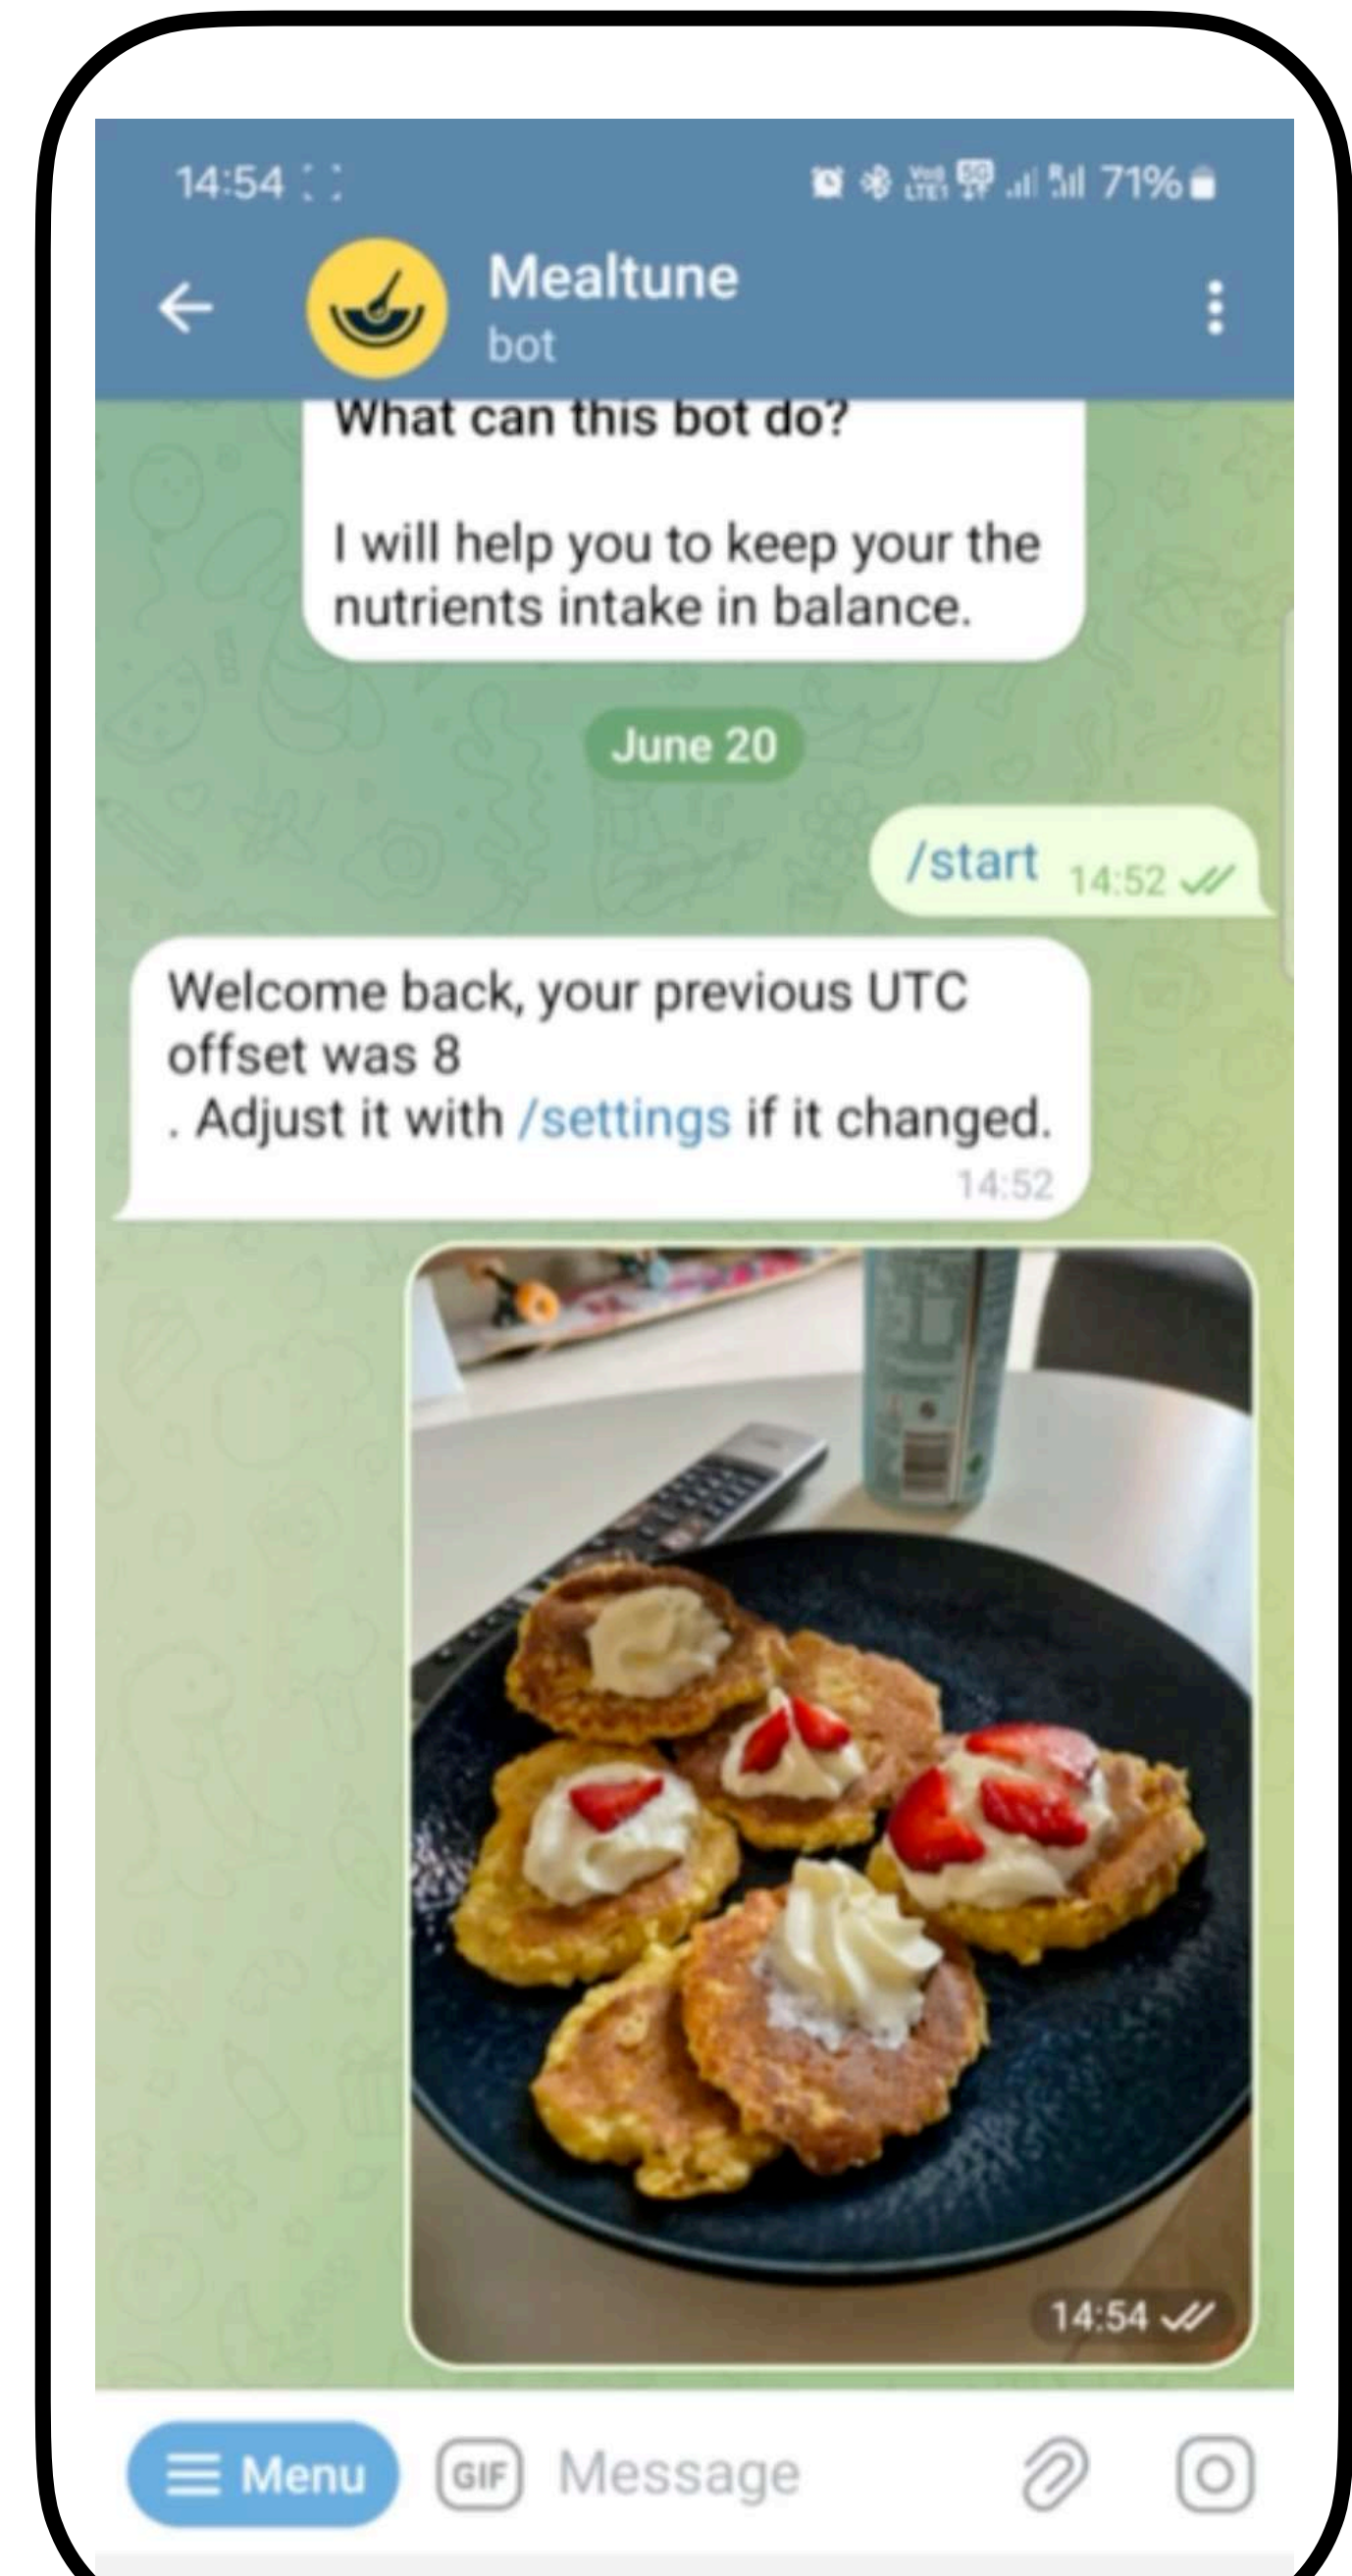 14:54
71%
Mealtune
bot
What can this bot do?
I will help you to keep your the
nutrients intake in balance.
June 20
/start 14:52
Welcome back, your previous UTC
offset was 8
. Adjust it with /settings if it changed.
14:52
14:54
Menu GIF Message